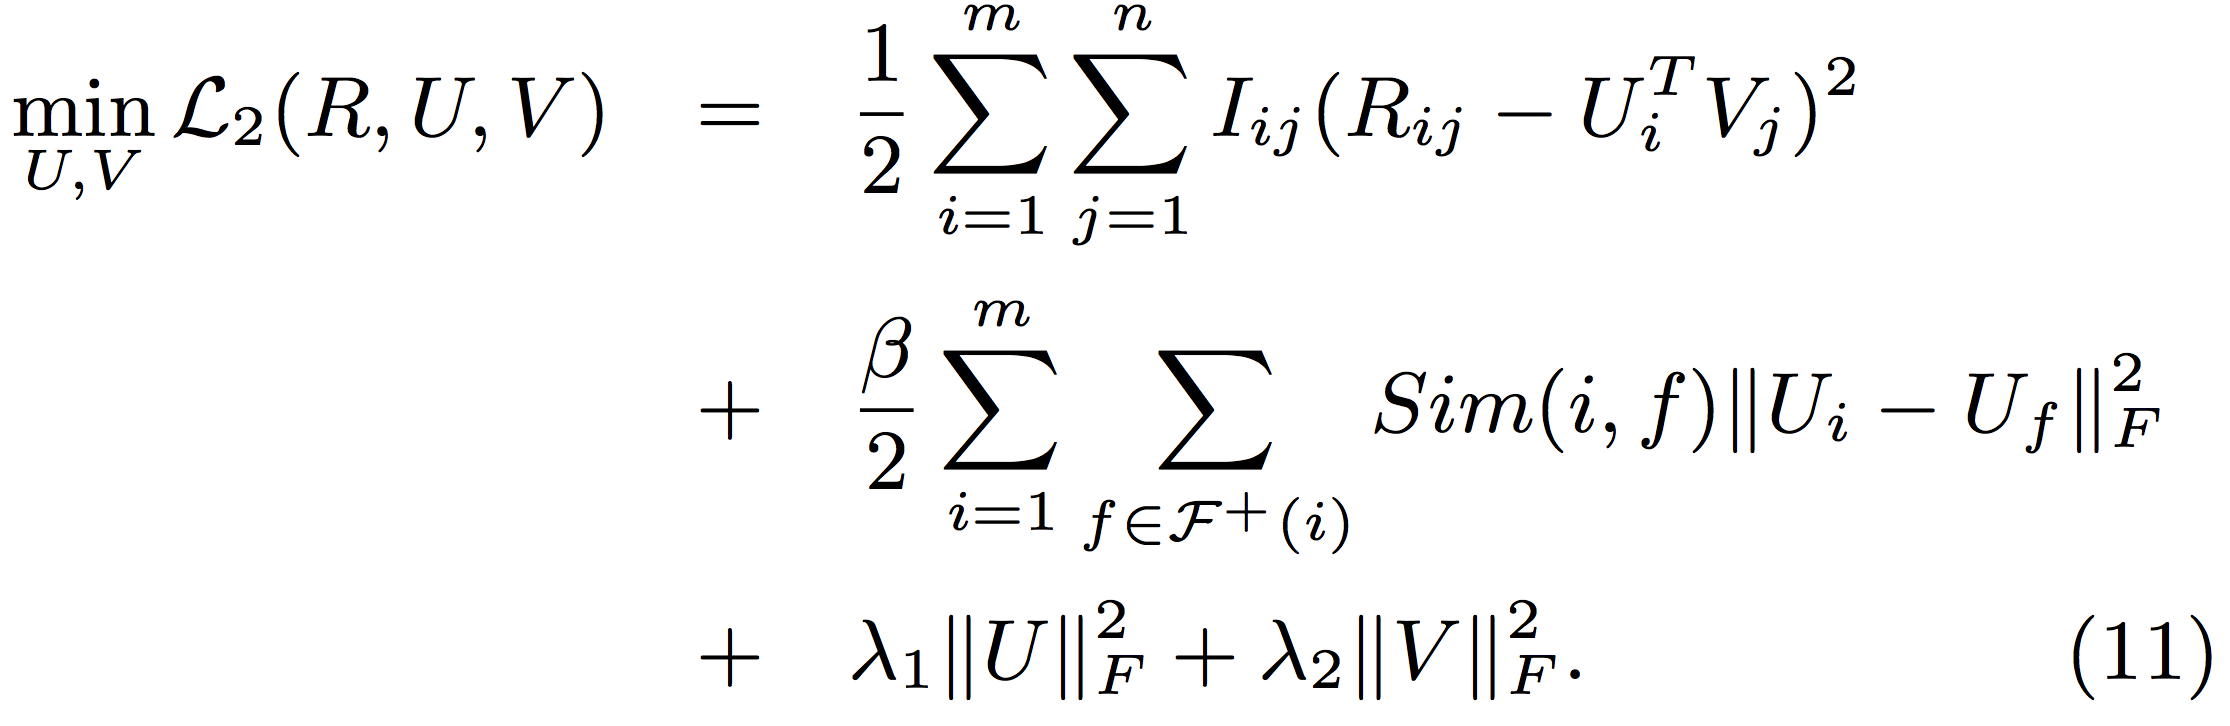 \min_{U,V} \mathcal{L}_2(R, U, V) = \frac{1}{2} \sum_{i=1}^{m} \sum_{j=1}^{n} I_{ij}(R_{ij} - U_i^T V_j)^2
+ \frac{\beta}{2} \sum_{i=1}^{m} \sum_{f \in \mathcal{F}^+(i)} Sim(i, f) \|U_i - U_f\|_F^2
+ \lambda_1 \|U\|_F^2 + \lambda_2 \|V\|_F^2. (11)